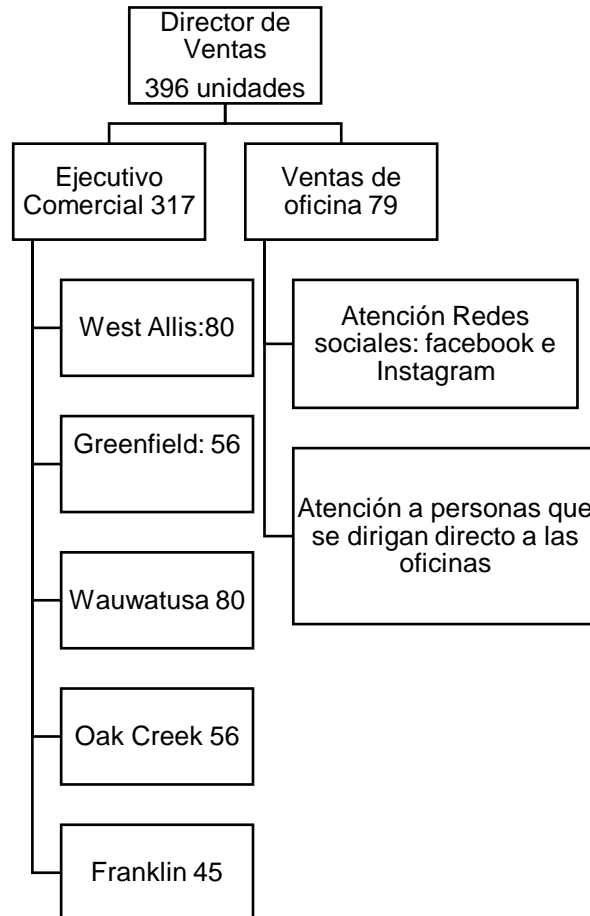 Director de
Ventas
396 unidades
Ejecutivo
Comercial 317
Ventas de
oficina 79
West Allis:80
Greenfield: 56
Wauwatusa 80
Oak Creek 56
Franklin 45
Atención Redes
sociales: facebook e
Instagram
Atención a personas que
se dirigan directo a las
oficinas